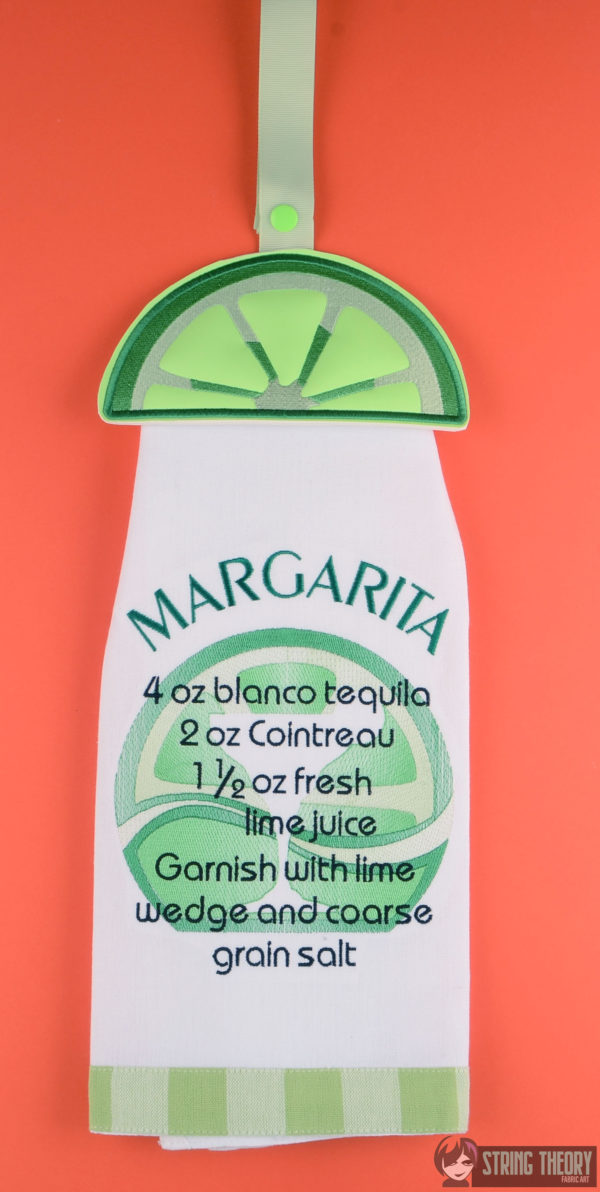 MARGARITA
4 oz blanco tequila
2 oz Cointreau
1 ½ oz fresh
lime juice
Garnish with lime
wedge and coarse
grain salt
STRING THEORY
FABRIC ART